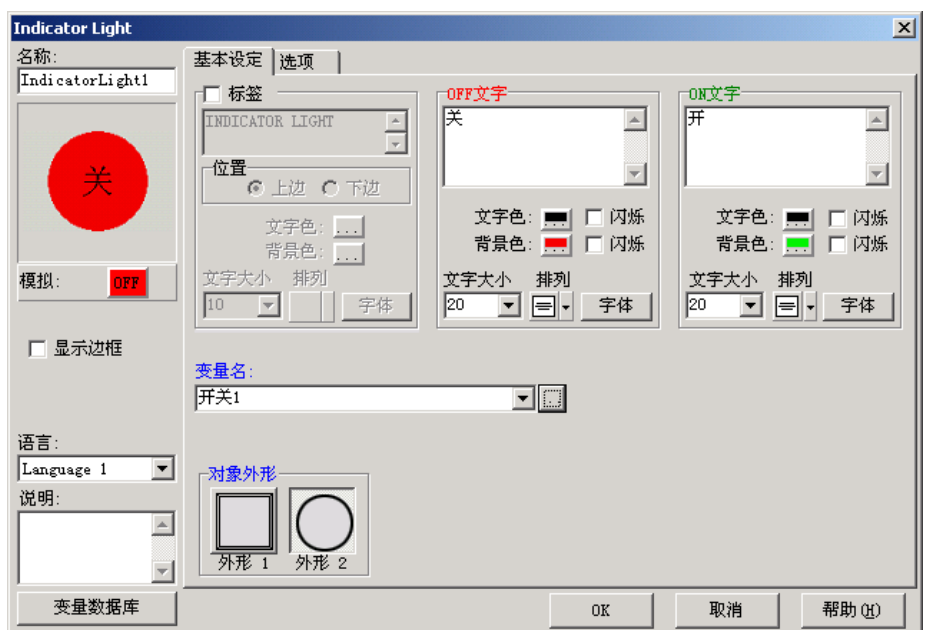 Indicator Light
名称:
IndicatorLight1
关
模拟:
OFF
显示边框
语言:
Language 1
说明:
变量数据库
基本设定
选项
标签
INDICATOR LIGHT
位置
上边
下边
文字色:
...
背景色:
...
文字大小
排列
10
字体
OFF文字
关
文字色:
...
闪烁
背景色:
...
闪烁
文字大小
排列
20
字体
ON文字
开
文字色:
...
闪烁
背景色:
...
闪烁
文字大小
排列
20
字体
变量名:
开关1
对象外形
外形 1
外形 2
OK
取消
帮助(H)